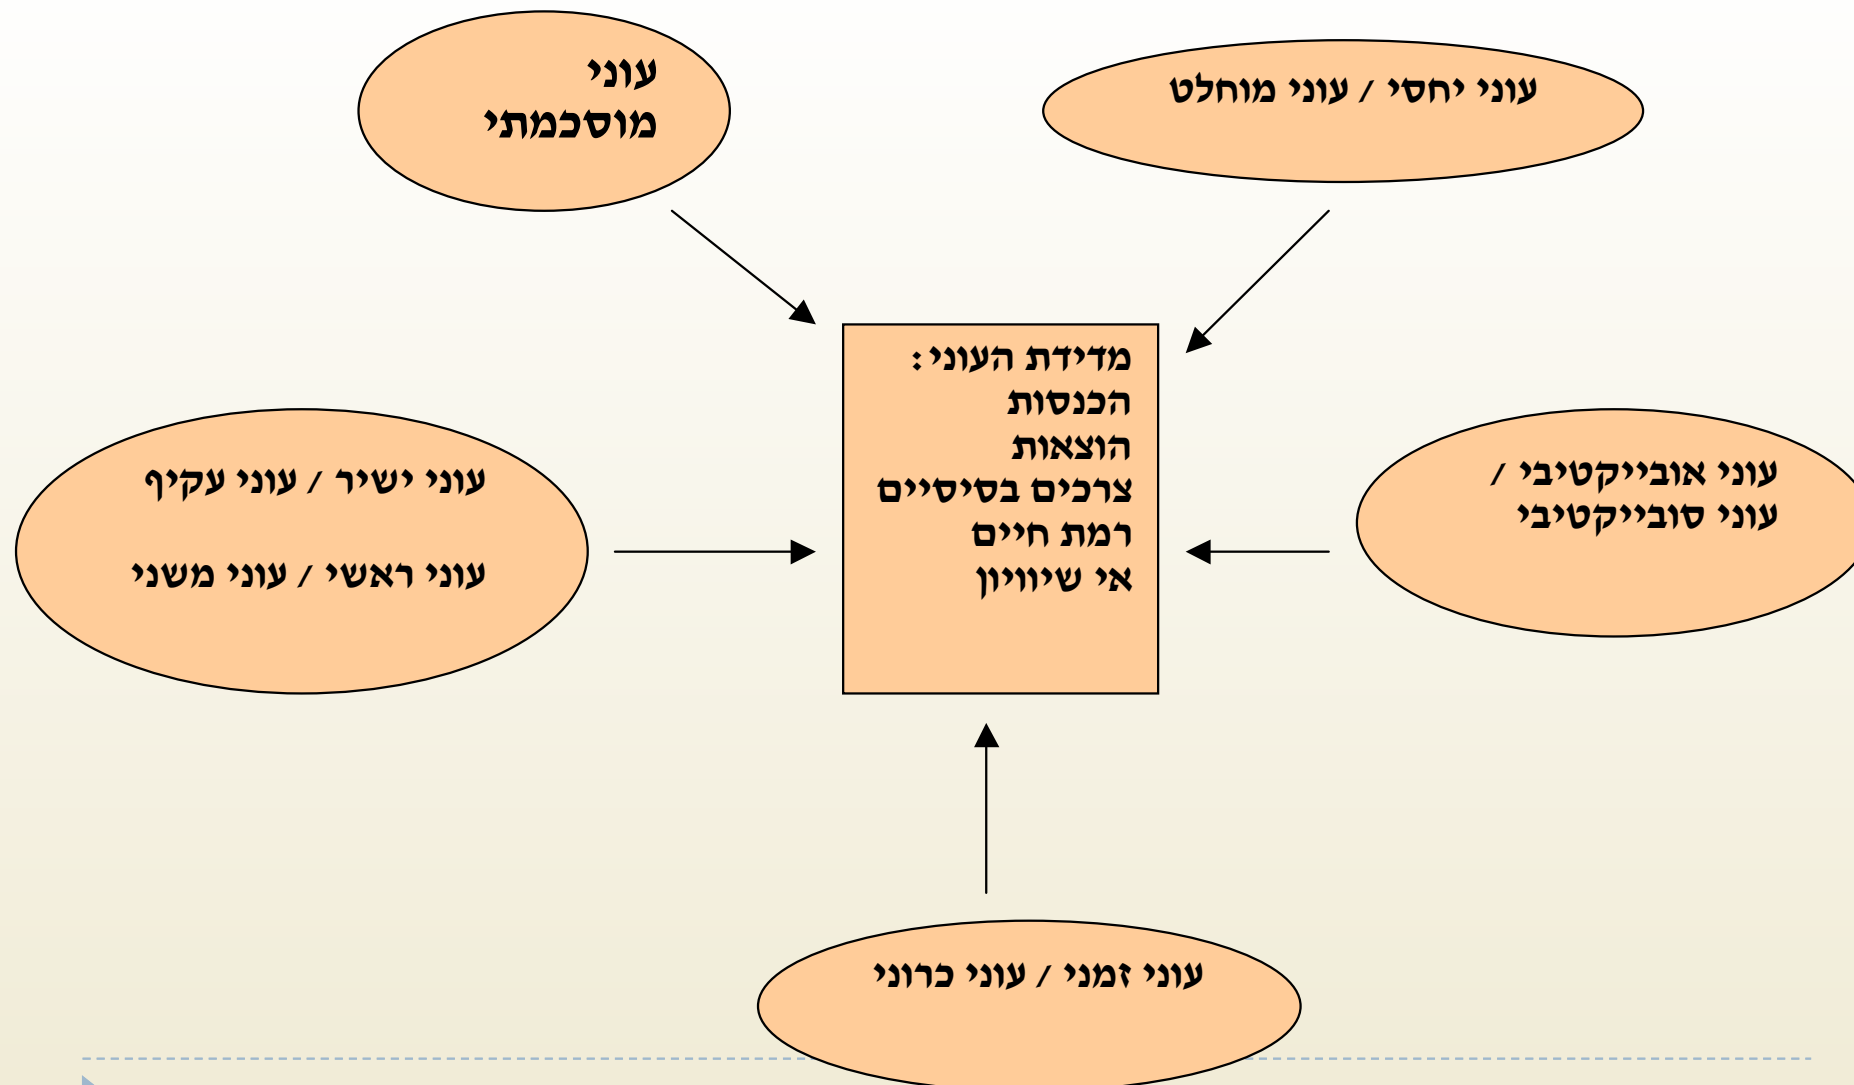 עוני
מוסכמתי
עוני יחסי / עוני מוחלט
מדידת העוני:
הכנסות
הוצאות
צרכים בסיסיים
רמת חיים
אי שיוויון
עוני ישיר / עוני עקיף
עוני ראשי / עוני משני
עוני אובייקטיבי /
עוני סובייקטיבי
עוני זמני / עוני כרוני